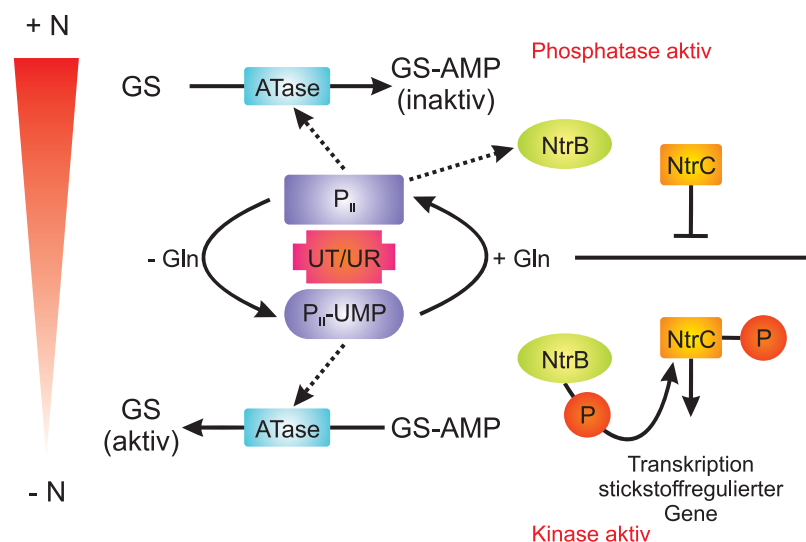 + N
Phosphatase aktiv
GS
ATase
GS-AMP
(inaktiv)
NtrB
NtrC
P_II
- Gln
UT/UR
+ Gln
P_II-UMP
NtrB
P
NtrC
P
GS
(aktiv)
ATase
GS-AMP
Transkription
stickstoffregulierter
Gene
- N
Kinase aktiv